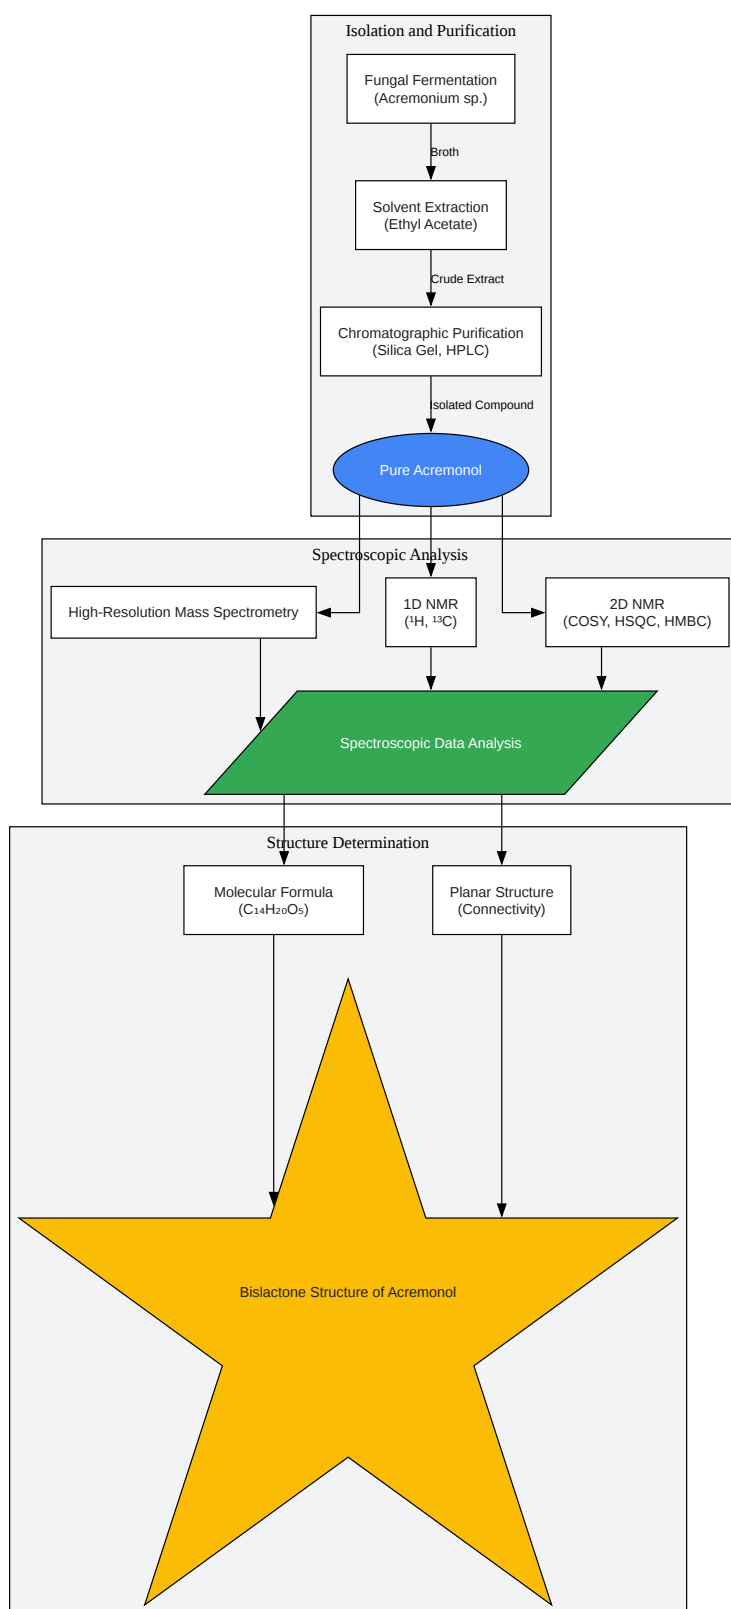 Isolation and Purification
Fungal Fermentation
(Acremonium sp.)
Broth
Solvent Extraction
(Ethyl Acetate)
Crude Extract
Chromatographic Purification
(Silica Gel, HPLC)
Isolated Compound
Pure Acremonol
Spectroscopic Analysis
High-Resolution Mass Spectrometry
1D NMR
(¹H, ¹³C)
2D NMR
(COSY, HSQC, HMBC)
Spectroscopic Data Analysis
Structure Determination
Molecular Formula
(C₁₄H₂₀O₅)
Planar Structure
(Connectivity)
Bislactone Structure of Acremonol